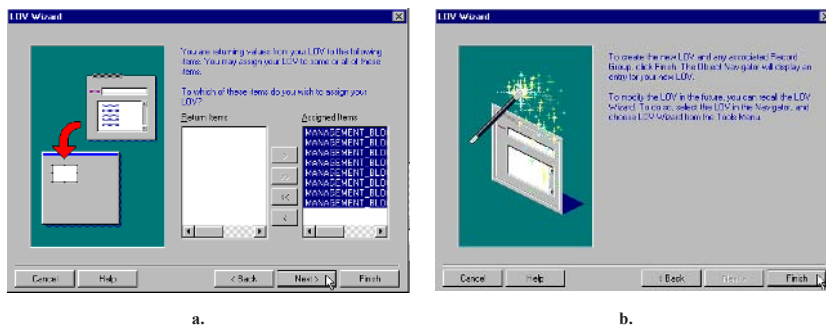 LOV Wizard
You are returning values from your LOV to the following
items. You may assign your LOV to some or all of these
items.
To which of these items do you wish to assign your
LOV?
Return Items
Assigned Items
MANAGEMENT_BLO
MANAGEMENT_BLO
MANAGEMENT_BLO
MANAGEMENT_BLO
MANAGEMENT_BLO
MANAGEMENT_BLO
MANAGEMENT_BLO
MANAGEMENT_BLO
>
>>
<<
<
Cancel
Help
< Back
Next >
Finish
a.
LOV Wizard
To create the new LOV and any associated Record
Group, click Finish. The Object Navigator will display an
entry for your new LOV.
To modify the LOV in the future, you can recall the LOV
Wizard. To do so, select the LOV in the Navigator, and
choose LOV Wizard from the Tools Menu.
Cancel
Help
< Back
Next >
Finish
b.